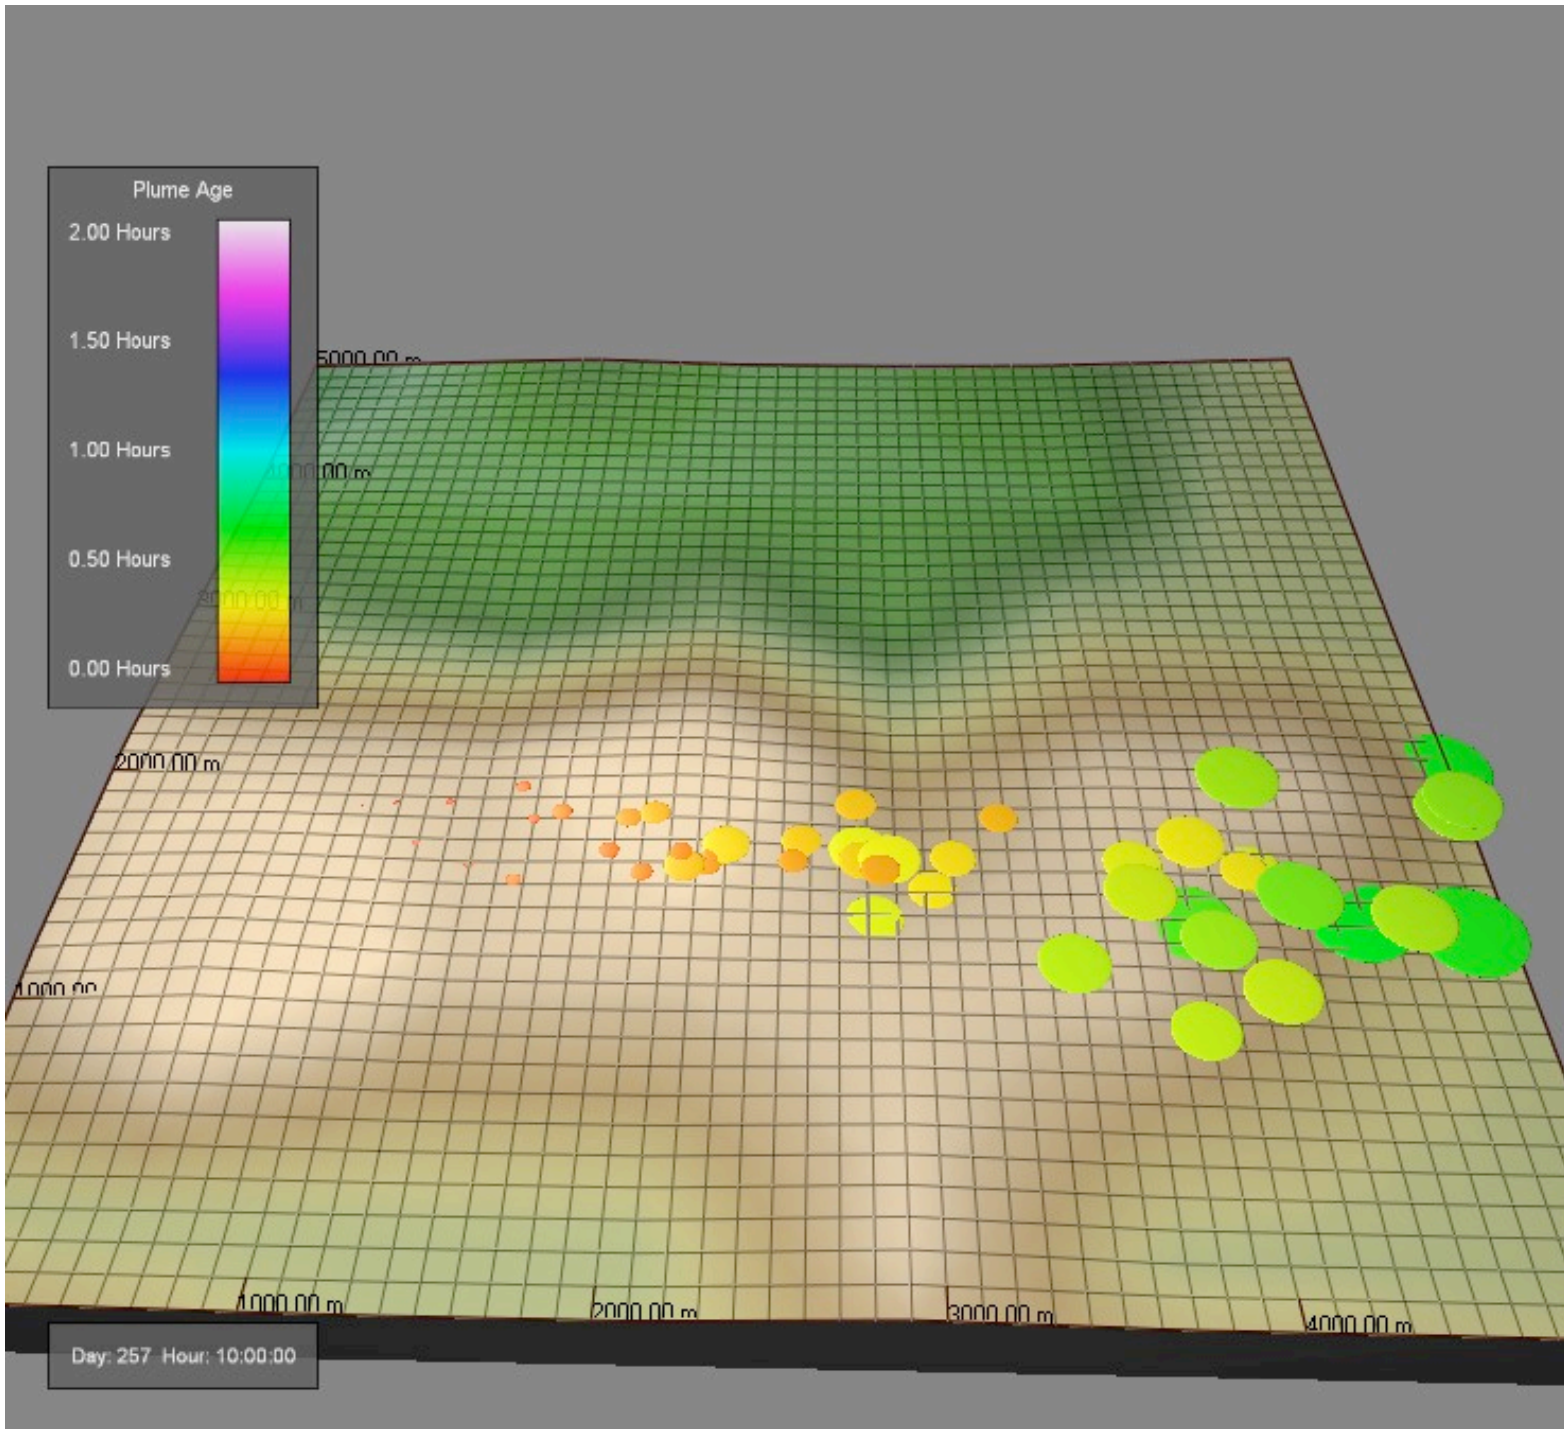 Plume Age
2.00 Hours
1.50 Hours
1.00 Hours
0.50 Hours
0.00 Hours
5000.00 m
4000.00 m
3000.00 m
2000.00 m
1000.00
1000.00 m
2000.00 m
3000.00 m
4000.00 m
Day: 257 Hour: 10:00:00